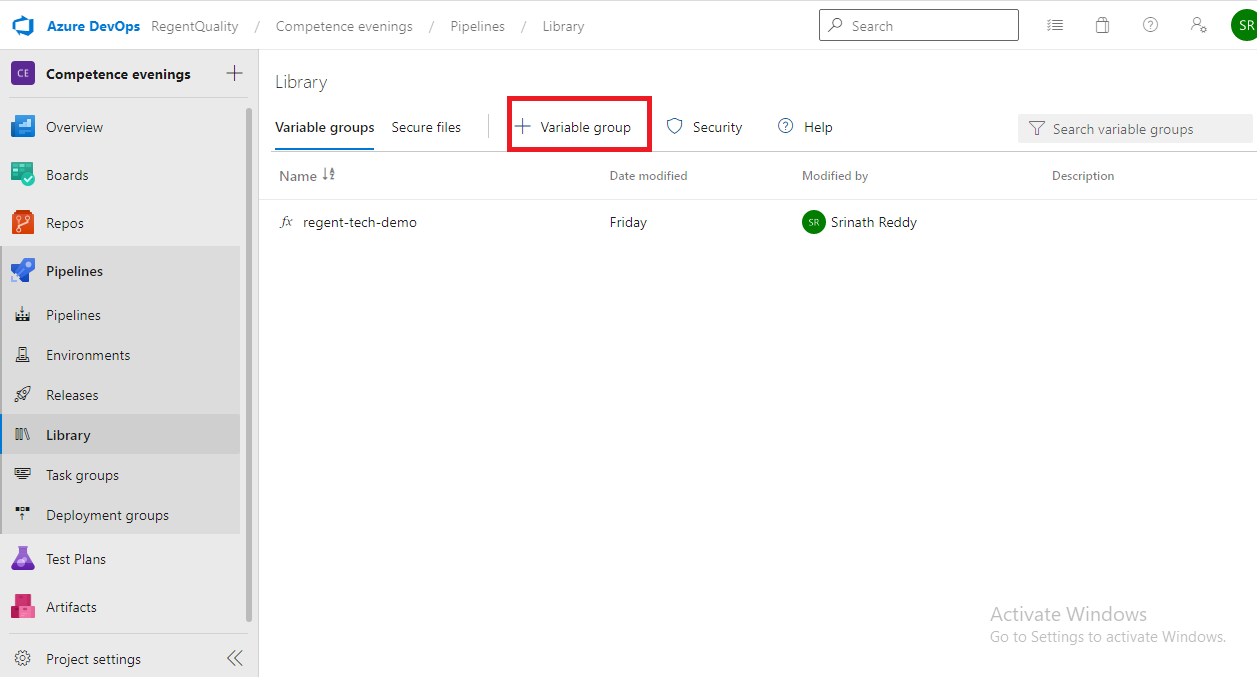 Azure DevOps RegentQuality / Competence evenings / Pipelines / Library
Search
SR
CE Competence evenings
Overview
Boards
Repos
Pipelines
Pipelines
Environments
Releases
Library
Task groups
Deployment groups
Test Plans
Artifacts
Project settings
Library
Variable groups Secure files + Variable group Security ? Help
Search variable groups
Name Date modified Modified by Description
fx regent-tech-demo Friday SR Srinath Reddy
Activate Windows
Go to Settings to activate Windows.